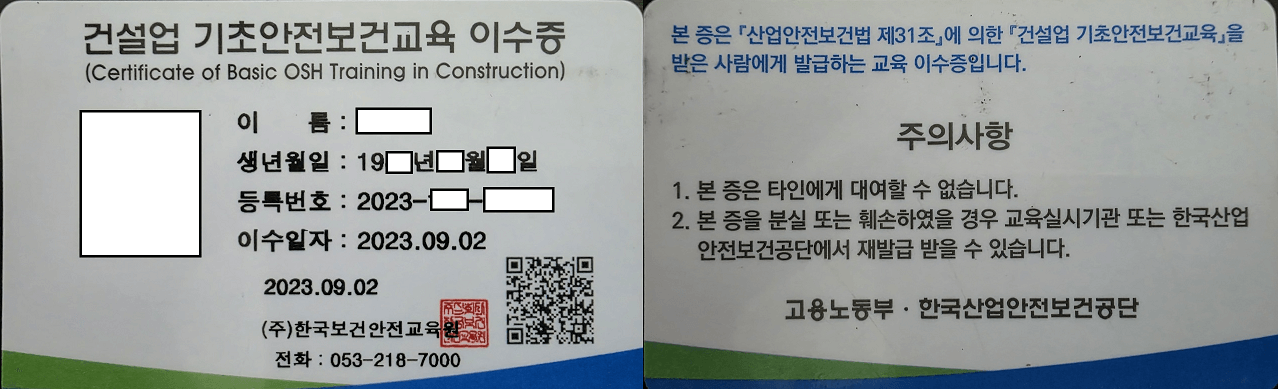 건설업 기초안전보건교육 이수증
(Certificate of Basic OSH Training in Construction)
이 름 :
생년월일 : 19 년 월 일
등록번호 : 2023- -
이수일자 : 2023.09.02
2023.09.02
(주)한국보건안전교육원
전화 : 053-218-7000
본 증은 『산업안전보건법 제31조』에 의한 『건설업 기초안전보건교육』을
받은 사람에게 발급하는 교육 이수증입니다.
주의사항
1. 본 증은 타인에게 대여할 수 없습니다.
2. 본 증을 분실 또는 훼손하였을 경우 교육실시기관 또는 한국산업
안전보건공단에서 재발급 받을 수 있습니다.
고용노동부 · 한국산업안전보건공단